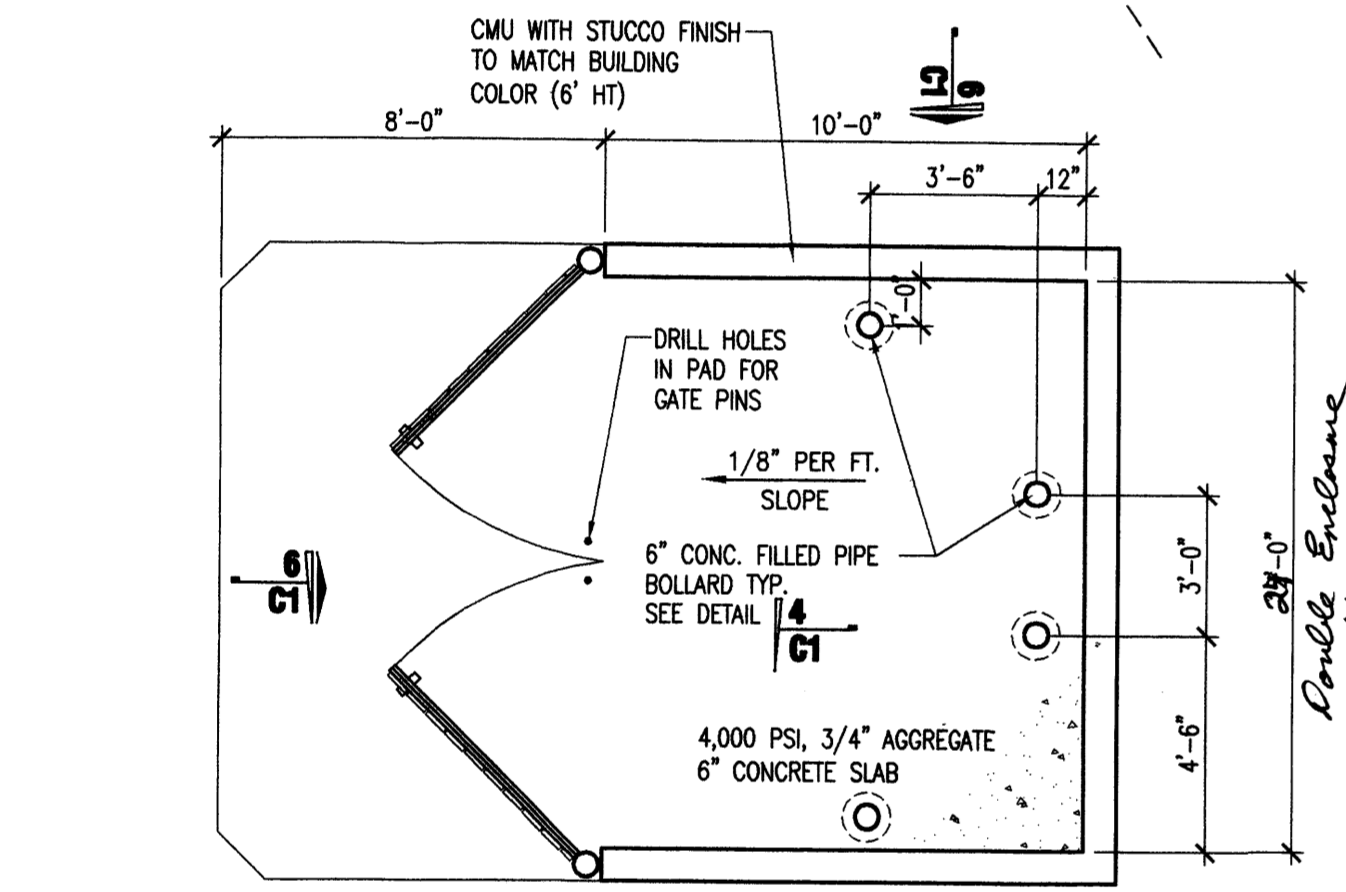 CMU WITH STUCCO FINISH
TO MATCH BUILDING
COLOR (6' HT)
6
C1
8'-0"
10'-0"
3'-6"
12"
1'-0"
DRILL HOLES
IN PAD FOR
GATE PINS
1/8" PER FT.
SLOPE
6" CONC. FILLED PIPE
BOLLARD TYP.
SEE DETAIL
4
C1
6
C1
3'-0"
4'-6"
-0"
Double Enclosure
4,000 PSI, 3/4" AGGREGATE
6" CONCRETE SLAB